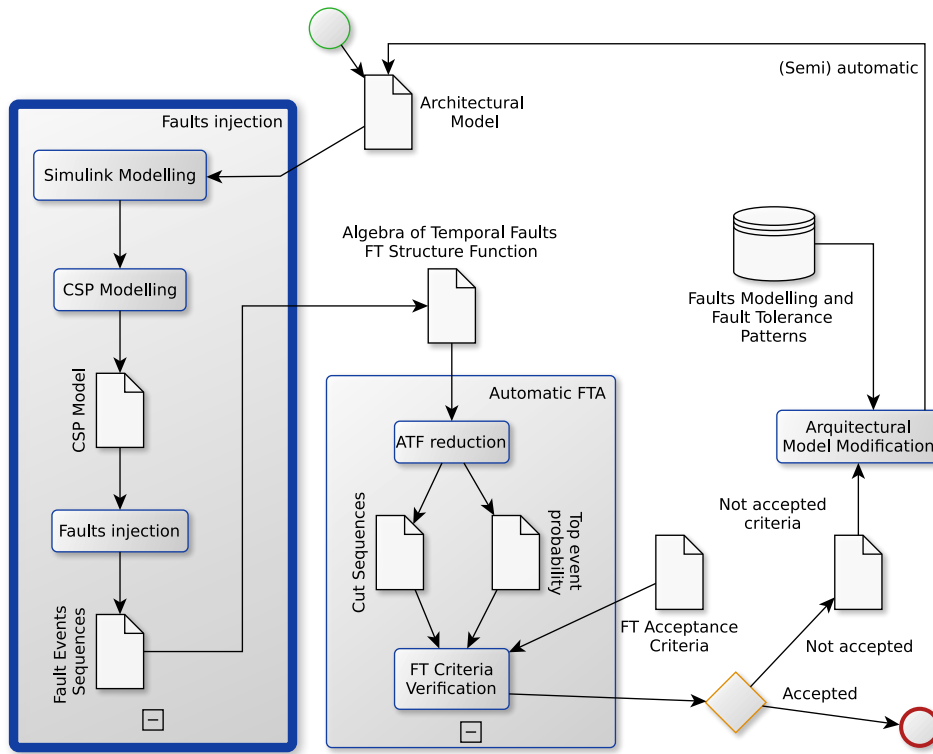 (Semi) automatic
Architectural
Model
Faults injection
Simulink Modelling
Algebra of Temporal Faults
FT Structure Function
CSP Modelling
Faults Modelling and
Fault Tolerance
Patterns
CSP Model
Automatic FTA
ATF reduction
Arquitectural
Model Modification
Not accepted
criteria
Faults injection
Cut Sequences
Top event
probability
Fault Events
Sequences
FT Acceptance
Criteria
Not accepted
FT Criteria
Verification
Accepted